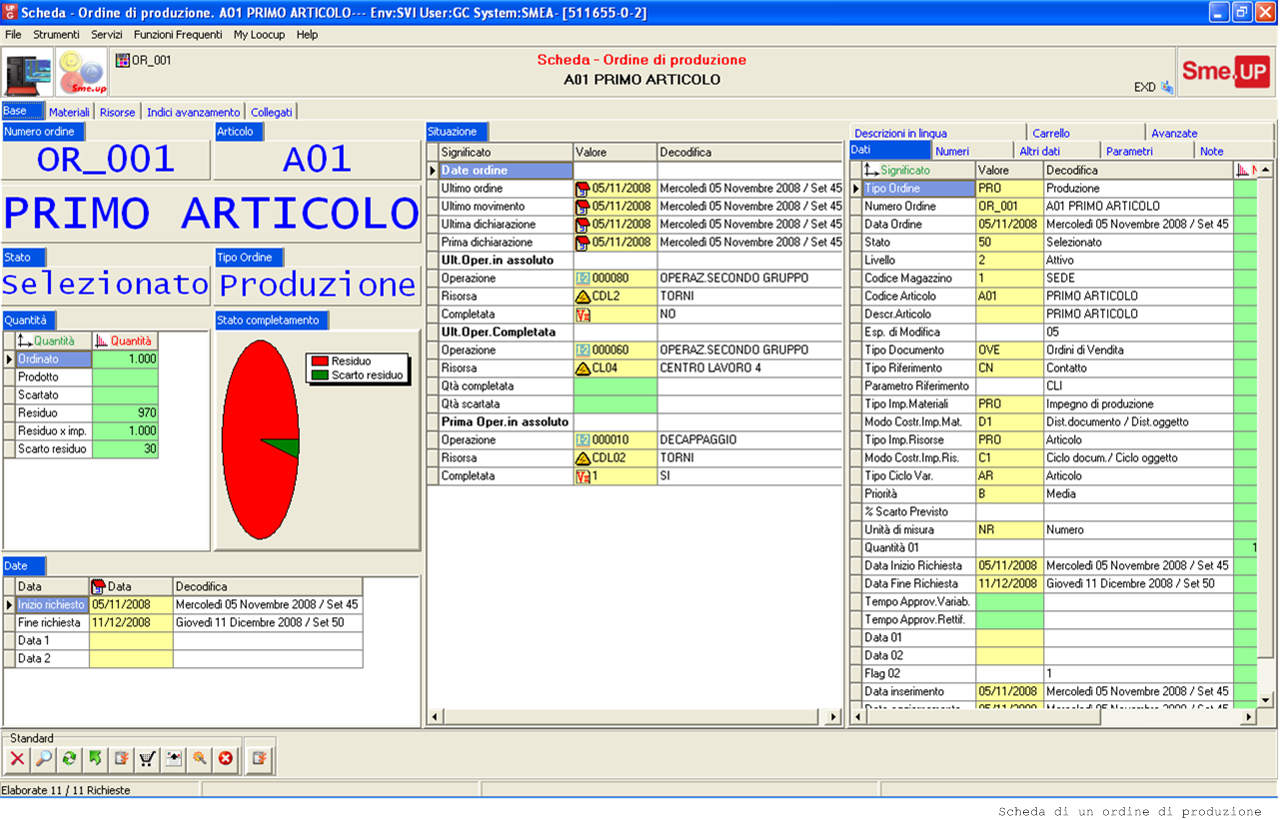 Scheda - Ordine di produzione. A01 PRIMO ARTICOLO--- Env:SVI User:GC System:SMEA- [511655-0-2]
File Strumenti Servizi Funzioni Frequenti My Loocup Help
Sme.up
OR_001
Scheda - Ordine di produzione
A01 PRIMO ARTICOLO
EXD
Sme.UP
Base Materiali Risorse Indici avanzamento Collegati
Numero ordine
OR_001
Articolo
A01
PRIMO ARTICOLO
Stato
Selezionato
Tipo Ordine
Produzione
Quantità
Quantità Quantità
Ordinato 1.000
Prodotto
Scartato
Residuo 970
Residuo x imp. 1.000
Scarto residuo 30
Stato completamento
Residuo
Scarto residuo
Date
Data Data Decodifica
Inizio richiesto 05/11/2008 Mercoledì 05 Novembre 2008 / Set 45
Fine richiesta 11/12/2008 Giovedì 11 Dicembre 2008 / Set 50
Data 1
Data 2
Situazione
Significato Valore Decodifica
Date ordine
Ultimo ordine 05/11/2008 Mercoledì 05 Novembre 2008 / Set 45
Ultimo movimento 05/11/2008 Mercoledì 05 Novembre 2008 / Set 45
Ultima dichiarazione 05/11/2008 Mercoledì 05 Novembre 2008 / Set 45
Prima dichiarazione 05/11/2008 Mercoledì 05 Novembre 2008 / Set 45
Ult.Oper.in assoluto
Operazione 000080 OPERAZ.SECONDO GRUPPO
Risorsa CDL2 TORNI
Completata NO
Ult.Oper.Completata
Operazione 000060 OPERAZ.SECONDO GRUPPO
Risorsa CL04 CENTRO LAVORO 4
Qtà completata
Qtà scartata
Prima Oper.in assoluto
Operazione 000010 DECAPPAGGIO
Risorsa CDL02 TORNI
Completata 1 SI
Descrizioni in lingua Carrello Avanzate
Dati Numeri Altri dati Parametri Note
Significato Valore Decodifica N
Tipo Ordine PRO Produzione
Numero Ordine OR_001 A01 PRIMO ARTICOLO
Data Ordine 05/11/2008 Mercoledì 05 Novembre 2008 / Set 45
Stato 50 Selezionato
Livello 2 Attivo
Codice Magazzino 1 SEDE
Codice Articolo A01 PRIMO ARTICOLO
Descr.Articolo PRIMO ARTICOLO
Esp. di Modifica 05
Tipo Documento OVE Ordini di Vendita
Tipo Riferimento CN Contatto
Parametro Riferimento CLI
Tipo Imp.Materiali PRO Impegno di produzione
Modo Costr.Imp.Mat. D1 Dist.documento / Dist.oggetto
Tipo Imp.Risorse PRO Articolo
Modo Costr.Imp.Ris. C1 Ciclo docum./ Ciclo oggetto
Tipo Ciclo Var. AR Articolo
Priorità B Media
% Scarto Previsto
Unità di misura NR Numero
Quantità 01 1
Data Inizio Richiesta 05/11/2008 Mercoledì 05 Novembre 2008 / Set 45
Data Fine Richiesta 11/12/2008 Giovedì 11 Dicembre 2008 / Set 50
Tempo Approv.Variab.
Tempo Approv.Rettif.
Data 01
Data 02
Flag 02 1
Data inserimento 05/11/2008 Mercoledì 05 Novembre 2008 / Set 45
Standard
Elaborate 11 / 11 Richieste
Scheda di un ordine di produzione